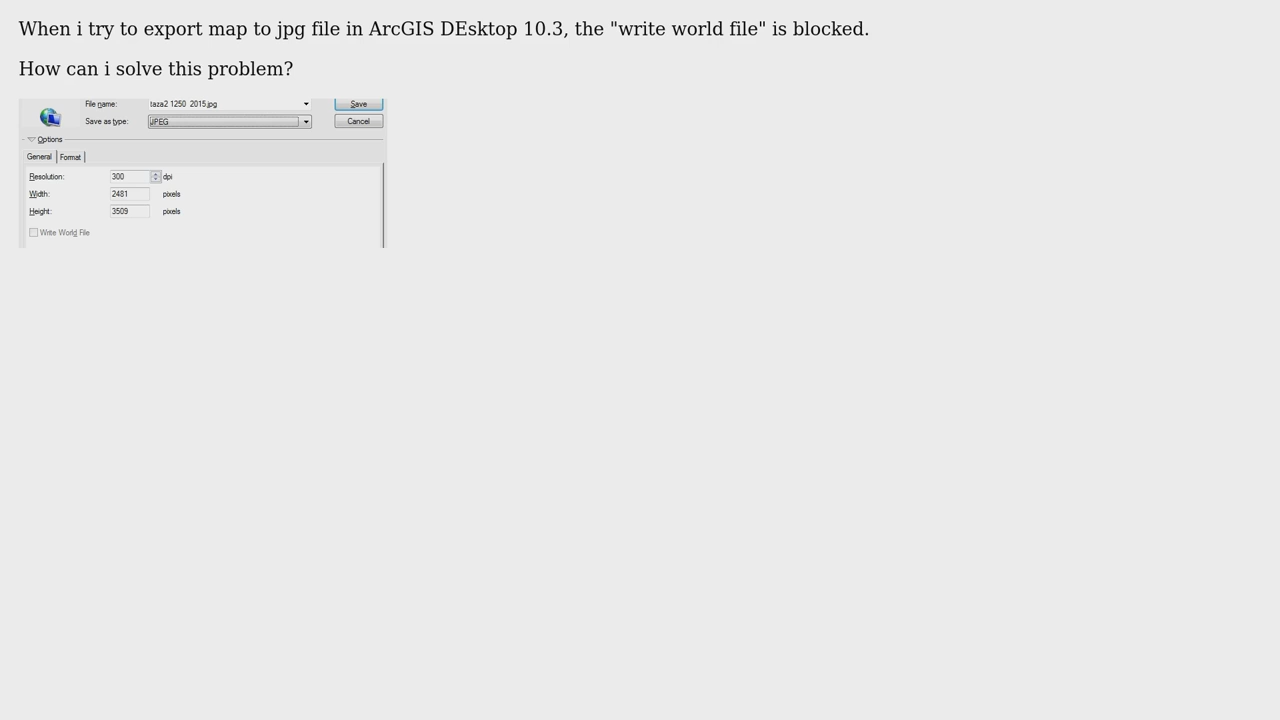 When i try to export map to jpg file in ArcGIS DEsktop 10.3, the "write world file" is blocked.
How can i solve this problem?
File name: taza2 1250 2015.jpg Save
Save as type: JPEG Cancel
Options
General Format
Resolution: 300 dpi
Width: 2481 pixels
Height: 3509 pixels
Write World File